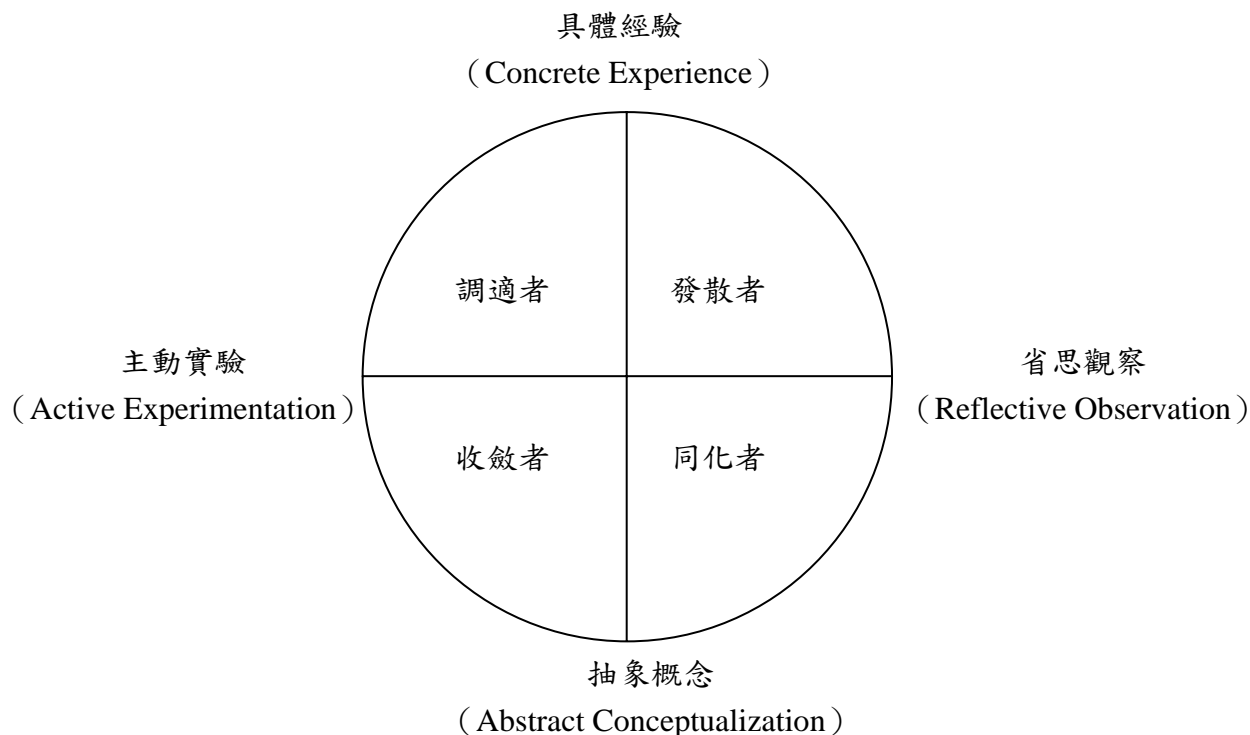 具體經驗
（Concrete Experience）
調適者
發散者
主動實驗
（Active Experimentation）
省思觀察
（Reflective Observation）
收斂者
同化者
抽象概念
（Abstract Conceptualization）